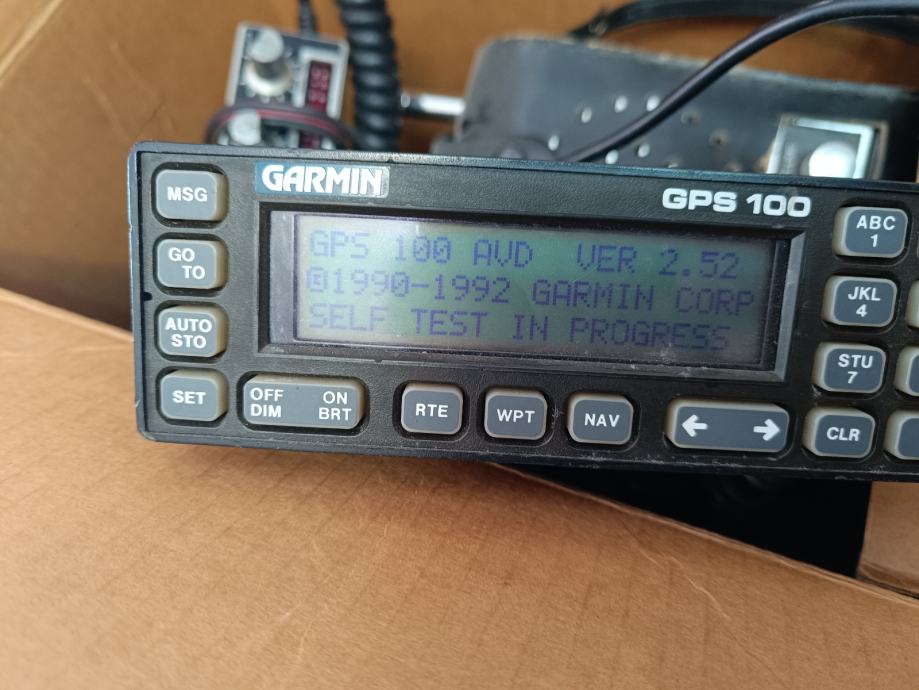 GARMIN
GPS 100
MSG
GO TO
AUTO STO
SET
GPS 100 AVD VER 2.52
©1990-1992 GARMIN CORP
SELF TEST IN PROGRESS
ABC 1
JKL 4
STU 7
CLR
OFF ON
DIM BRT
RTE
WPT
NAV
← →